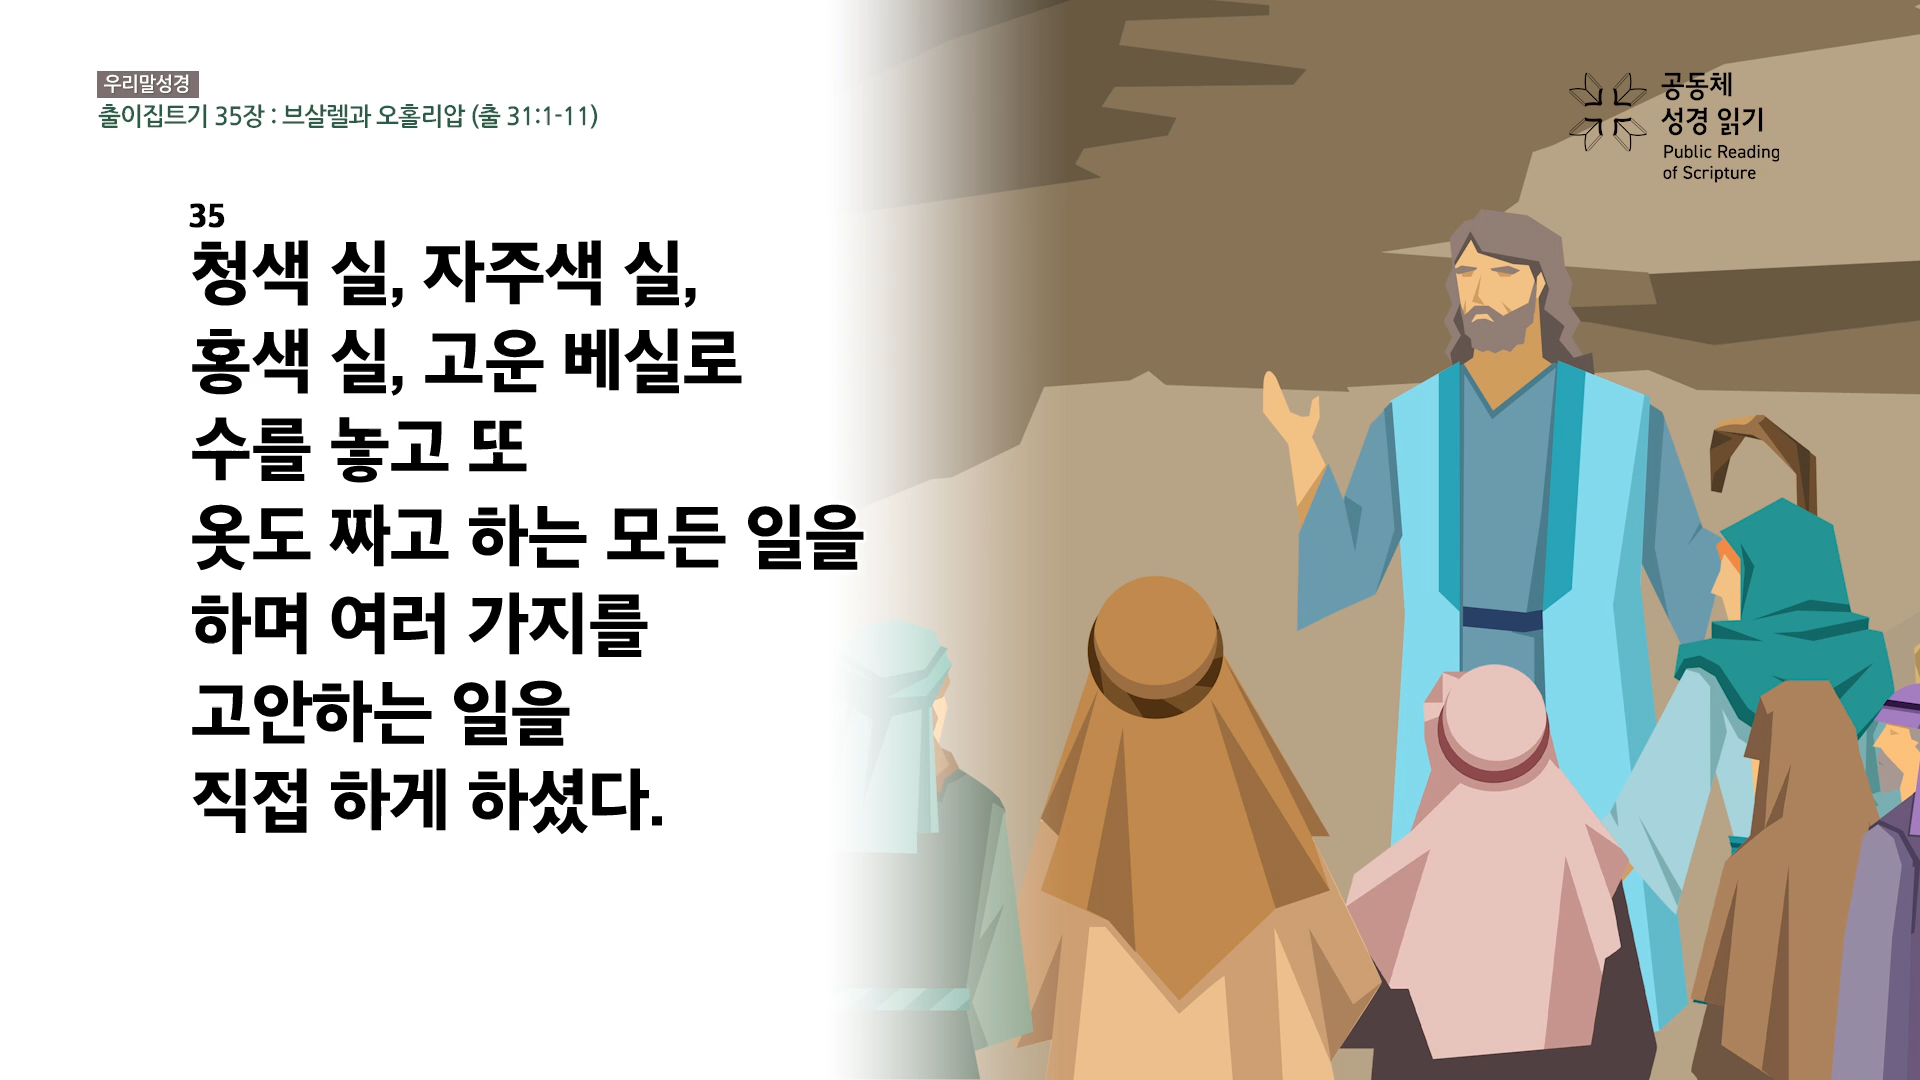 우리말성경
출이집트기 35장 : 브살렐과 오홀리압 (출 31:1-11)
공동체
성경 읽기
Public Reading
of Scripture
35
청색 실, 자주색 실,
홍색 실, 고운 베실로
수를 놓고 또
옷도 짜고 하는 모든 일을
하며 여러 가지를
고안하는 일을
직접 하게 하셨다.